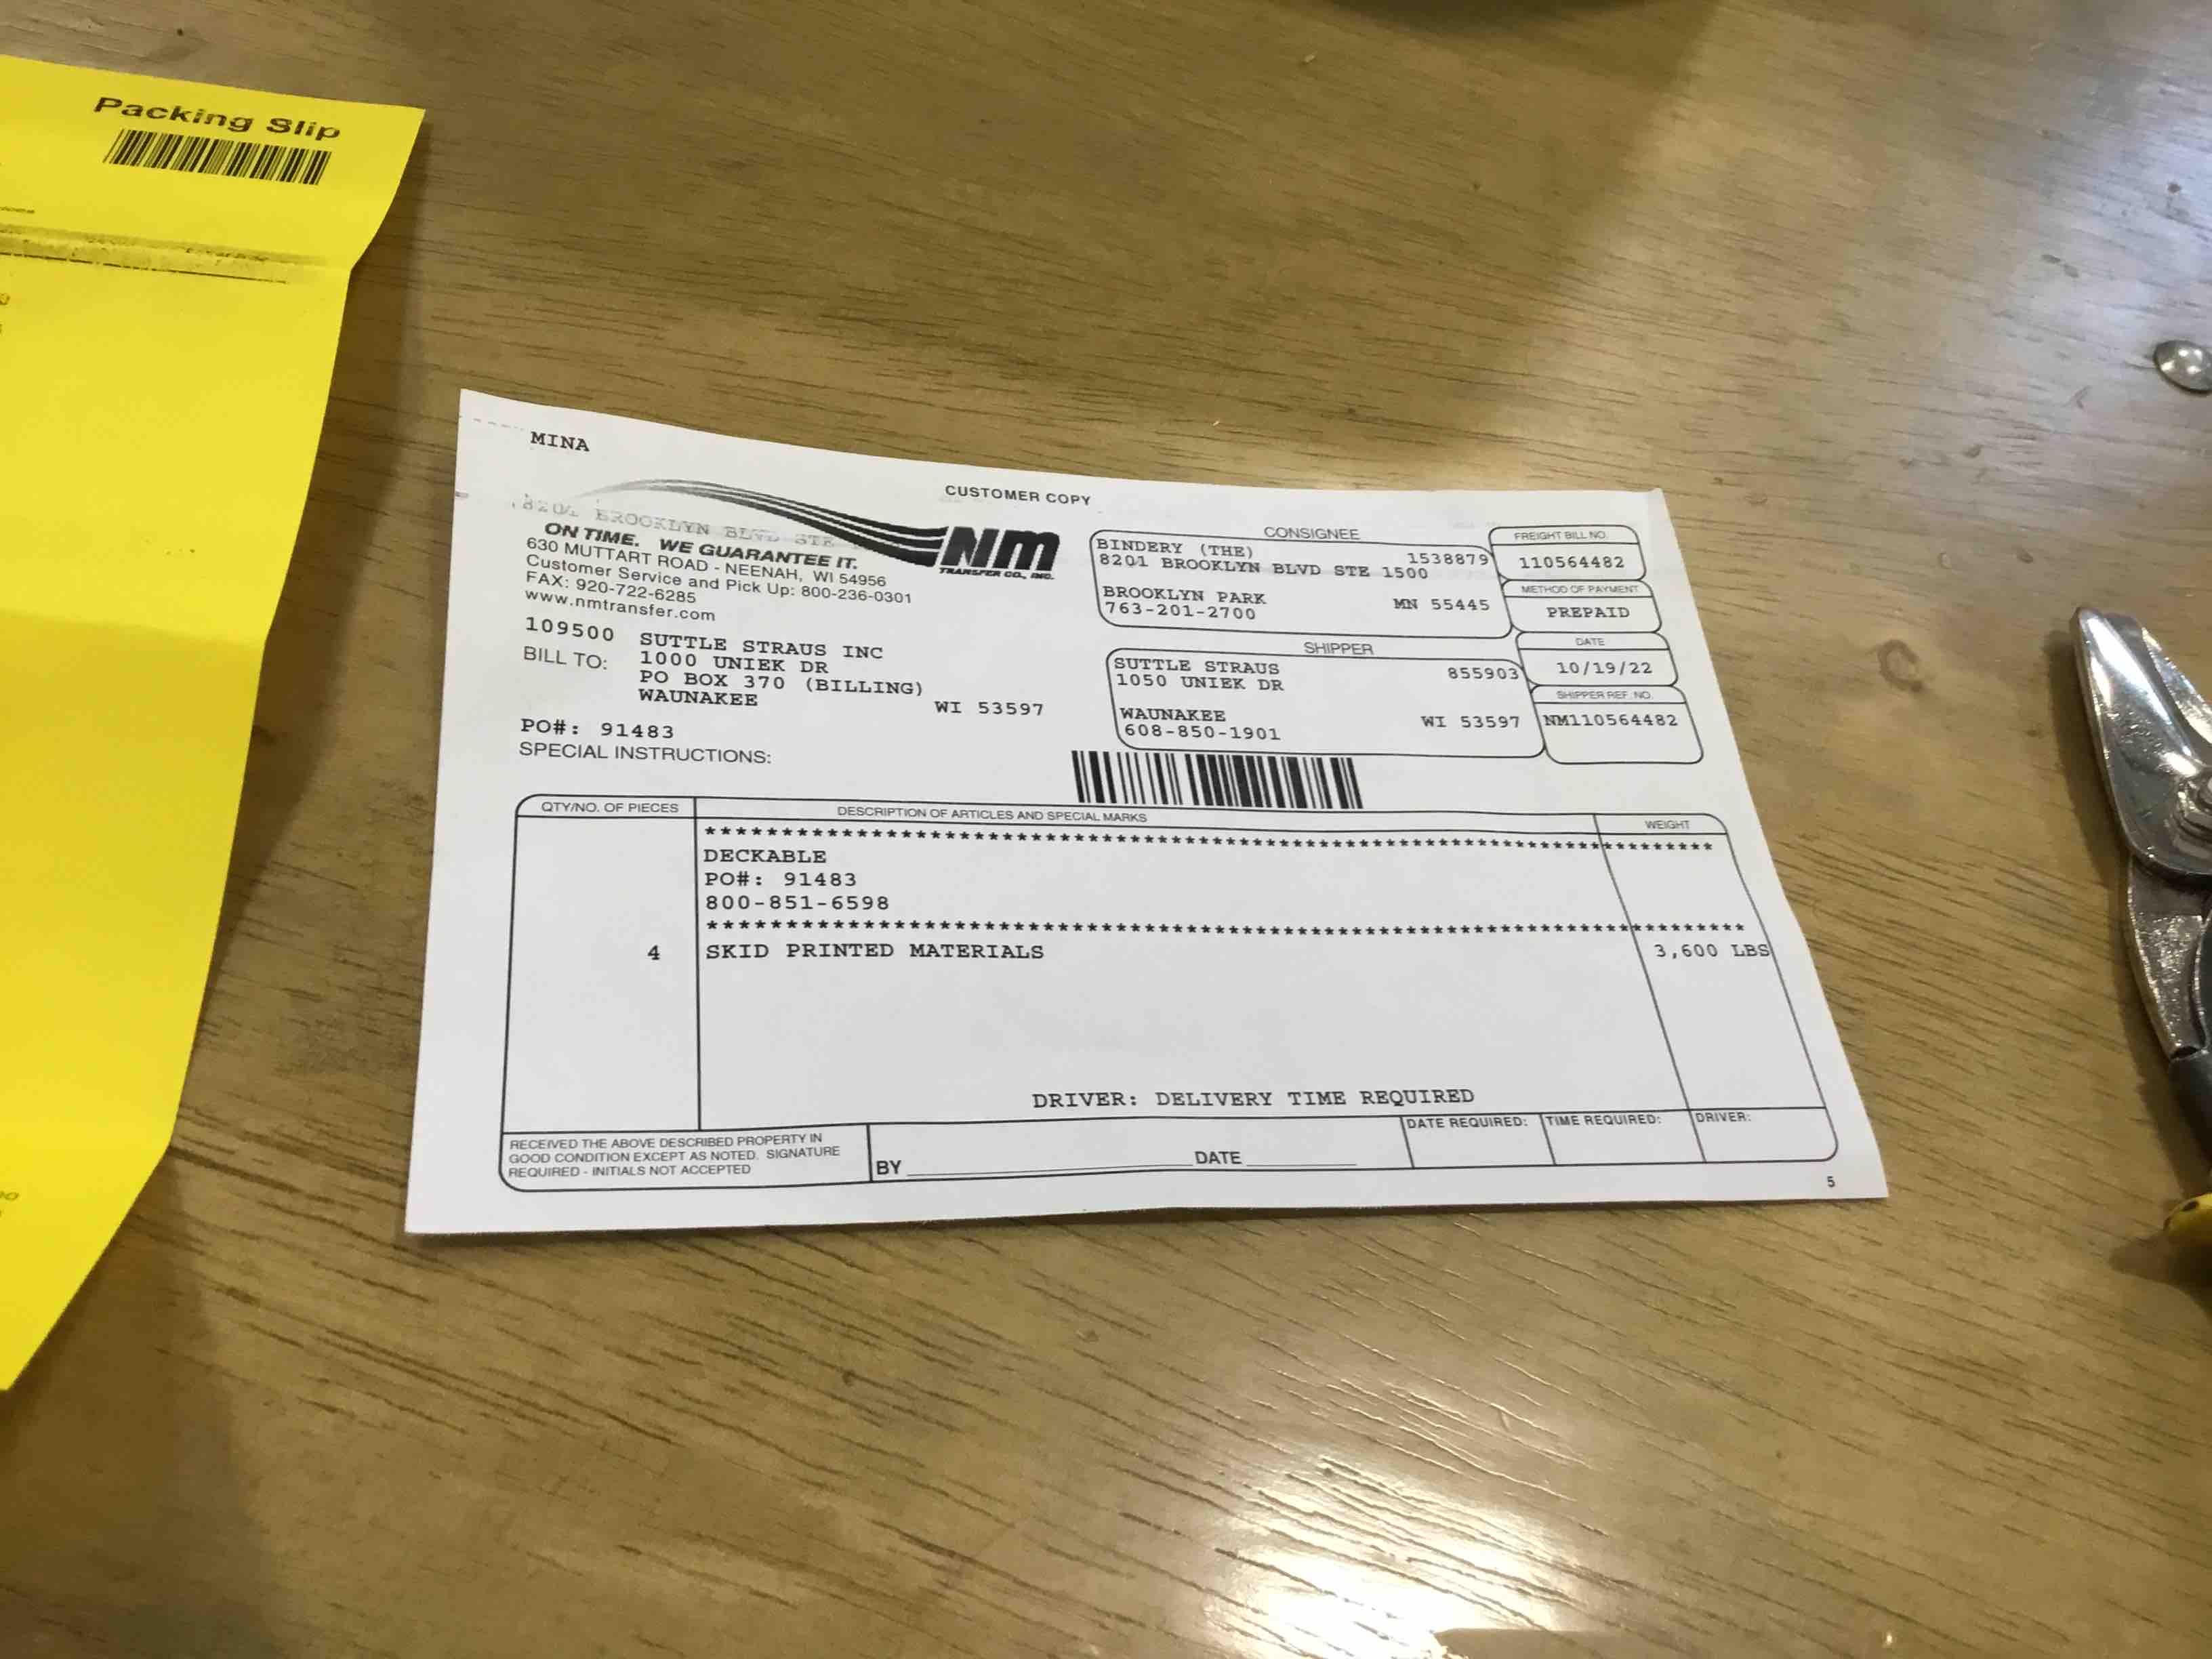 Packing Slip
MINA
CUSTOMER COPY
8201 BROOKLYN BLVD STE
ON TIME. WE GUARANTEE IT.
630 MUTTART ROAD - NEENAH, WI 54956
Customer Service and Pick Up: 800-236-0301
FAX: 920-722-6285
www.nmtransfer.com
NM
TRANSFER CO., INC.
109500 SUTTLE STRAUS INC
BILL TO: 1000 UNIEK DR
PO BOX 370 (BILLING)
WAUNAKEE WI 53597
PO#: 91483
SPECIAL INSTRUCTIONS:
CONSIGNEE
BINDERY (THE) 1538879
8201 BROOKLYN BLVD STE 1500
BROOKLYN PARK MN 55445
763-201-2700
SHIPPER
SUTTLE STRAUS 855903
1050 UNIEK DR
WAUNAKEE WI 53597
608-850-1901
FREIGHT BILL NO.
110564482
METHOD OF PAYMENT
PREPAID
DATE
10/19/22
SHIPPER REF. NO.
NM110564482
QTY/NO. OF PIECES DESCRIPTION OF ARTICLES AND SPECIAL MARKS WEIGHT
DECKABLE
PO#: 91483
800-851-6598
4 SKID PRINTED MATERIALS 3,600 LBS
DRIVER: DELIVERY TIME REQUIRED
RECEIVED THE ABOVE DESCRIBED PROPERTY IN
GOOD CONDITION EXCEPT AS NOTED. SIGNATURE
REQUIRED - INITIALS NOT ACCEPTED
BY DATE
DATE REQUIRED: TIME REQUIRED: DRIVER:
5